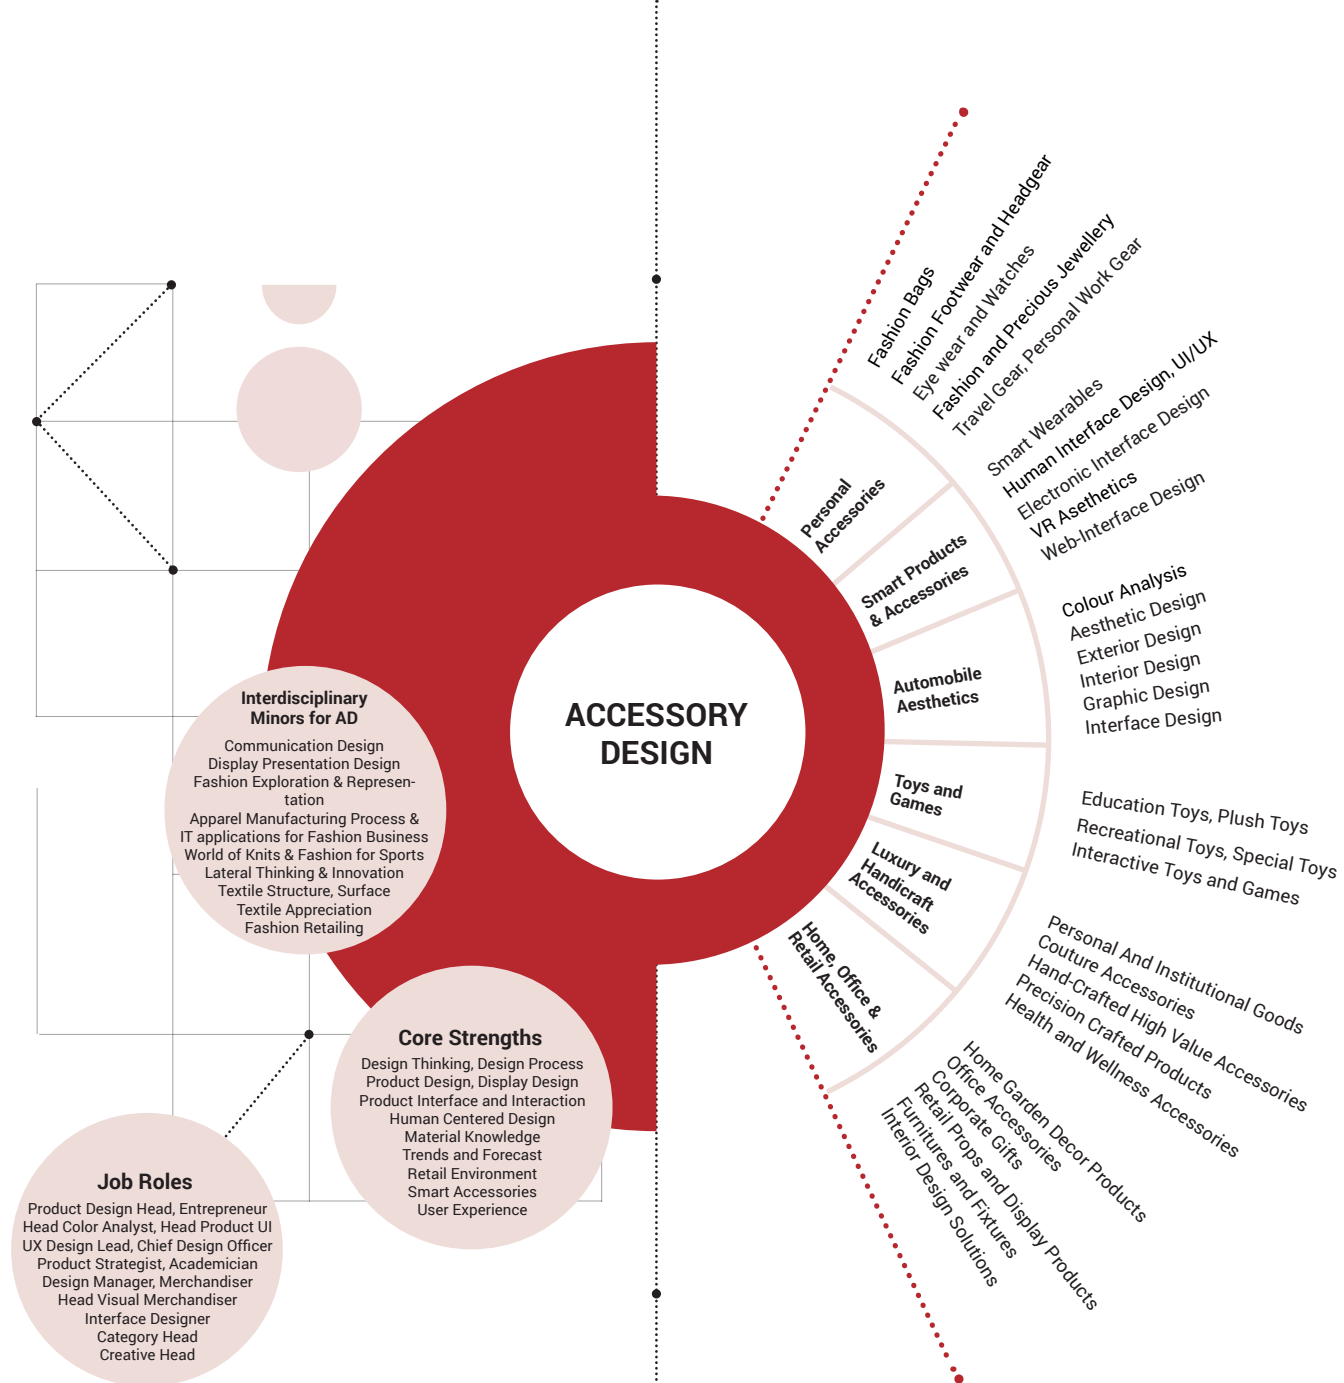 ACCESSORY
DESIGN
Personal
Accessories
Fashion Bags
Fashion Footwear and Headgear
Eye wear and Watches
Fashion and Precious Jewellery
Travel Gear, Personal Work Gear
Smart Products
& Accessories
Smart Wearables
Human Interface Design, UI/UX
Electronic Interface Design
VR Asethetics
Web-Interface Design
Automobile
Aesthetics
Colour Analysis
Aesthetic Design
Exterior Design
Interior Design
Graphic Design
Interface Design
Toys and
Games
Education Toys, Plush Toys
Recreational Toys, Special Toys
Interactive Toys and Games
Luxury and
Handicraft
Accessories
Personal And Institutional Goods
Couture Accessories
Hand-Crafted High Value Accessories
Precision Crafted Products
Health and Wellness Accessories
Home, Office &
Retail Accessories
Home Garden Decor Products
Office Accessories
Corporate Gifts
Retail Props and Display Products
Furnitures and Fixtures
Interior Design Solutions
Interdisciplinary
Minors for AD
Communication Design
Display Presentation Design
Fashion Exploration & Represen-
tation
Apparel Manufacturing Process &
IT applications for Fashion Business
World of Knits & Fashion for Sports
Lateral Thinking & Innovation
Textile Structure, Surface
Textile Appreciation
Fashion Retailing
Core Strengths
Design Thinking, Design Process
Product Design, Display Design
Product Interface and Interaction
Human Centered Design
Material Knowledge
Trends and Forecast
Retail Environment
Smart Accessories
User Experience
Job Roles
Product Design Head, Entrepreneur
Head Color Analyst, Head Product UI
UX Design Lead, Chief Design Officer
Product Strategist, Academician
Design Manager, Merchandiser
Head Visual Merchandiser
Interface Designer
Category Head
Creative Head